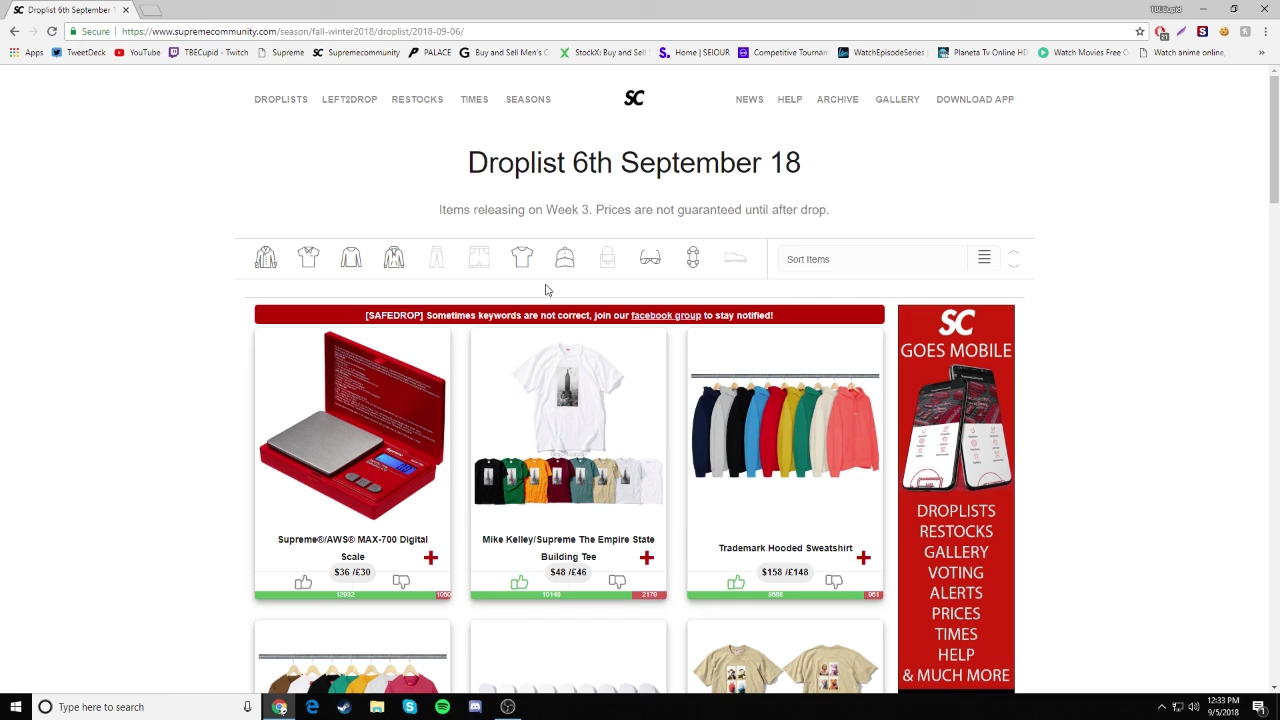 SC Droplist 6th September 1
Secure https://www.supremecommunity.com/season/fall-winter2018/droplist/2018-09-06/
Apps TweetDeck YouTube TBECupid - Twitch Supreme Supremecommunity PALACE Buy and Sell Men's C StockX: Buy and Sell Home | SEOUR Competitive Tourname WatchEpisodeSeries Planeta Tv Online HD Watch Movies Free Watch anime online,
DROPLISTS LEFT2DROP RESTOCKS TIMES SEASONS SC NEWS HELP ARCHIVE GALLERY DOWNLOAD APP
Droplist 6th September 18
Items releasing on Week 3. Prices are not guaranteed until after drop.
Sort Items
[SAFEDROP] Sometimes keywords are not correct, join our facebook group to stay notified!
Supreme®/AWS® MAX-700 Digital
Scale
$36 /£30
12932 1060
Mike Kelley/Supreme The Empire State
Building Tee
$48 /£46
10148 2170
Trademark Hooded Sweatshirt
$158 /£148
8668 961
SC
GOES MOBILE
DROPLISTS
RESTOCKS
GALLERY
VOTING
ALERTS
PRICES
TIMES
HELP
& MUCH MORE
Type here to search
12:33 PM
9/5/2018